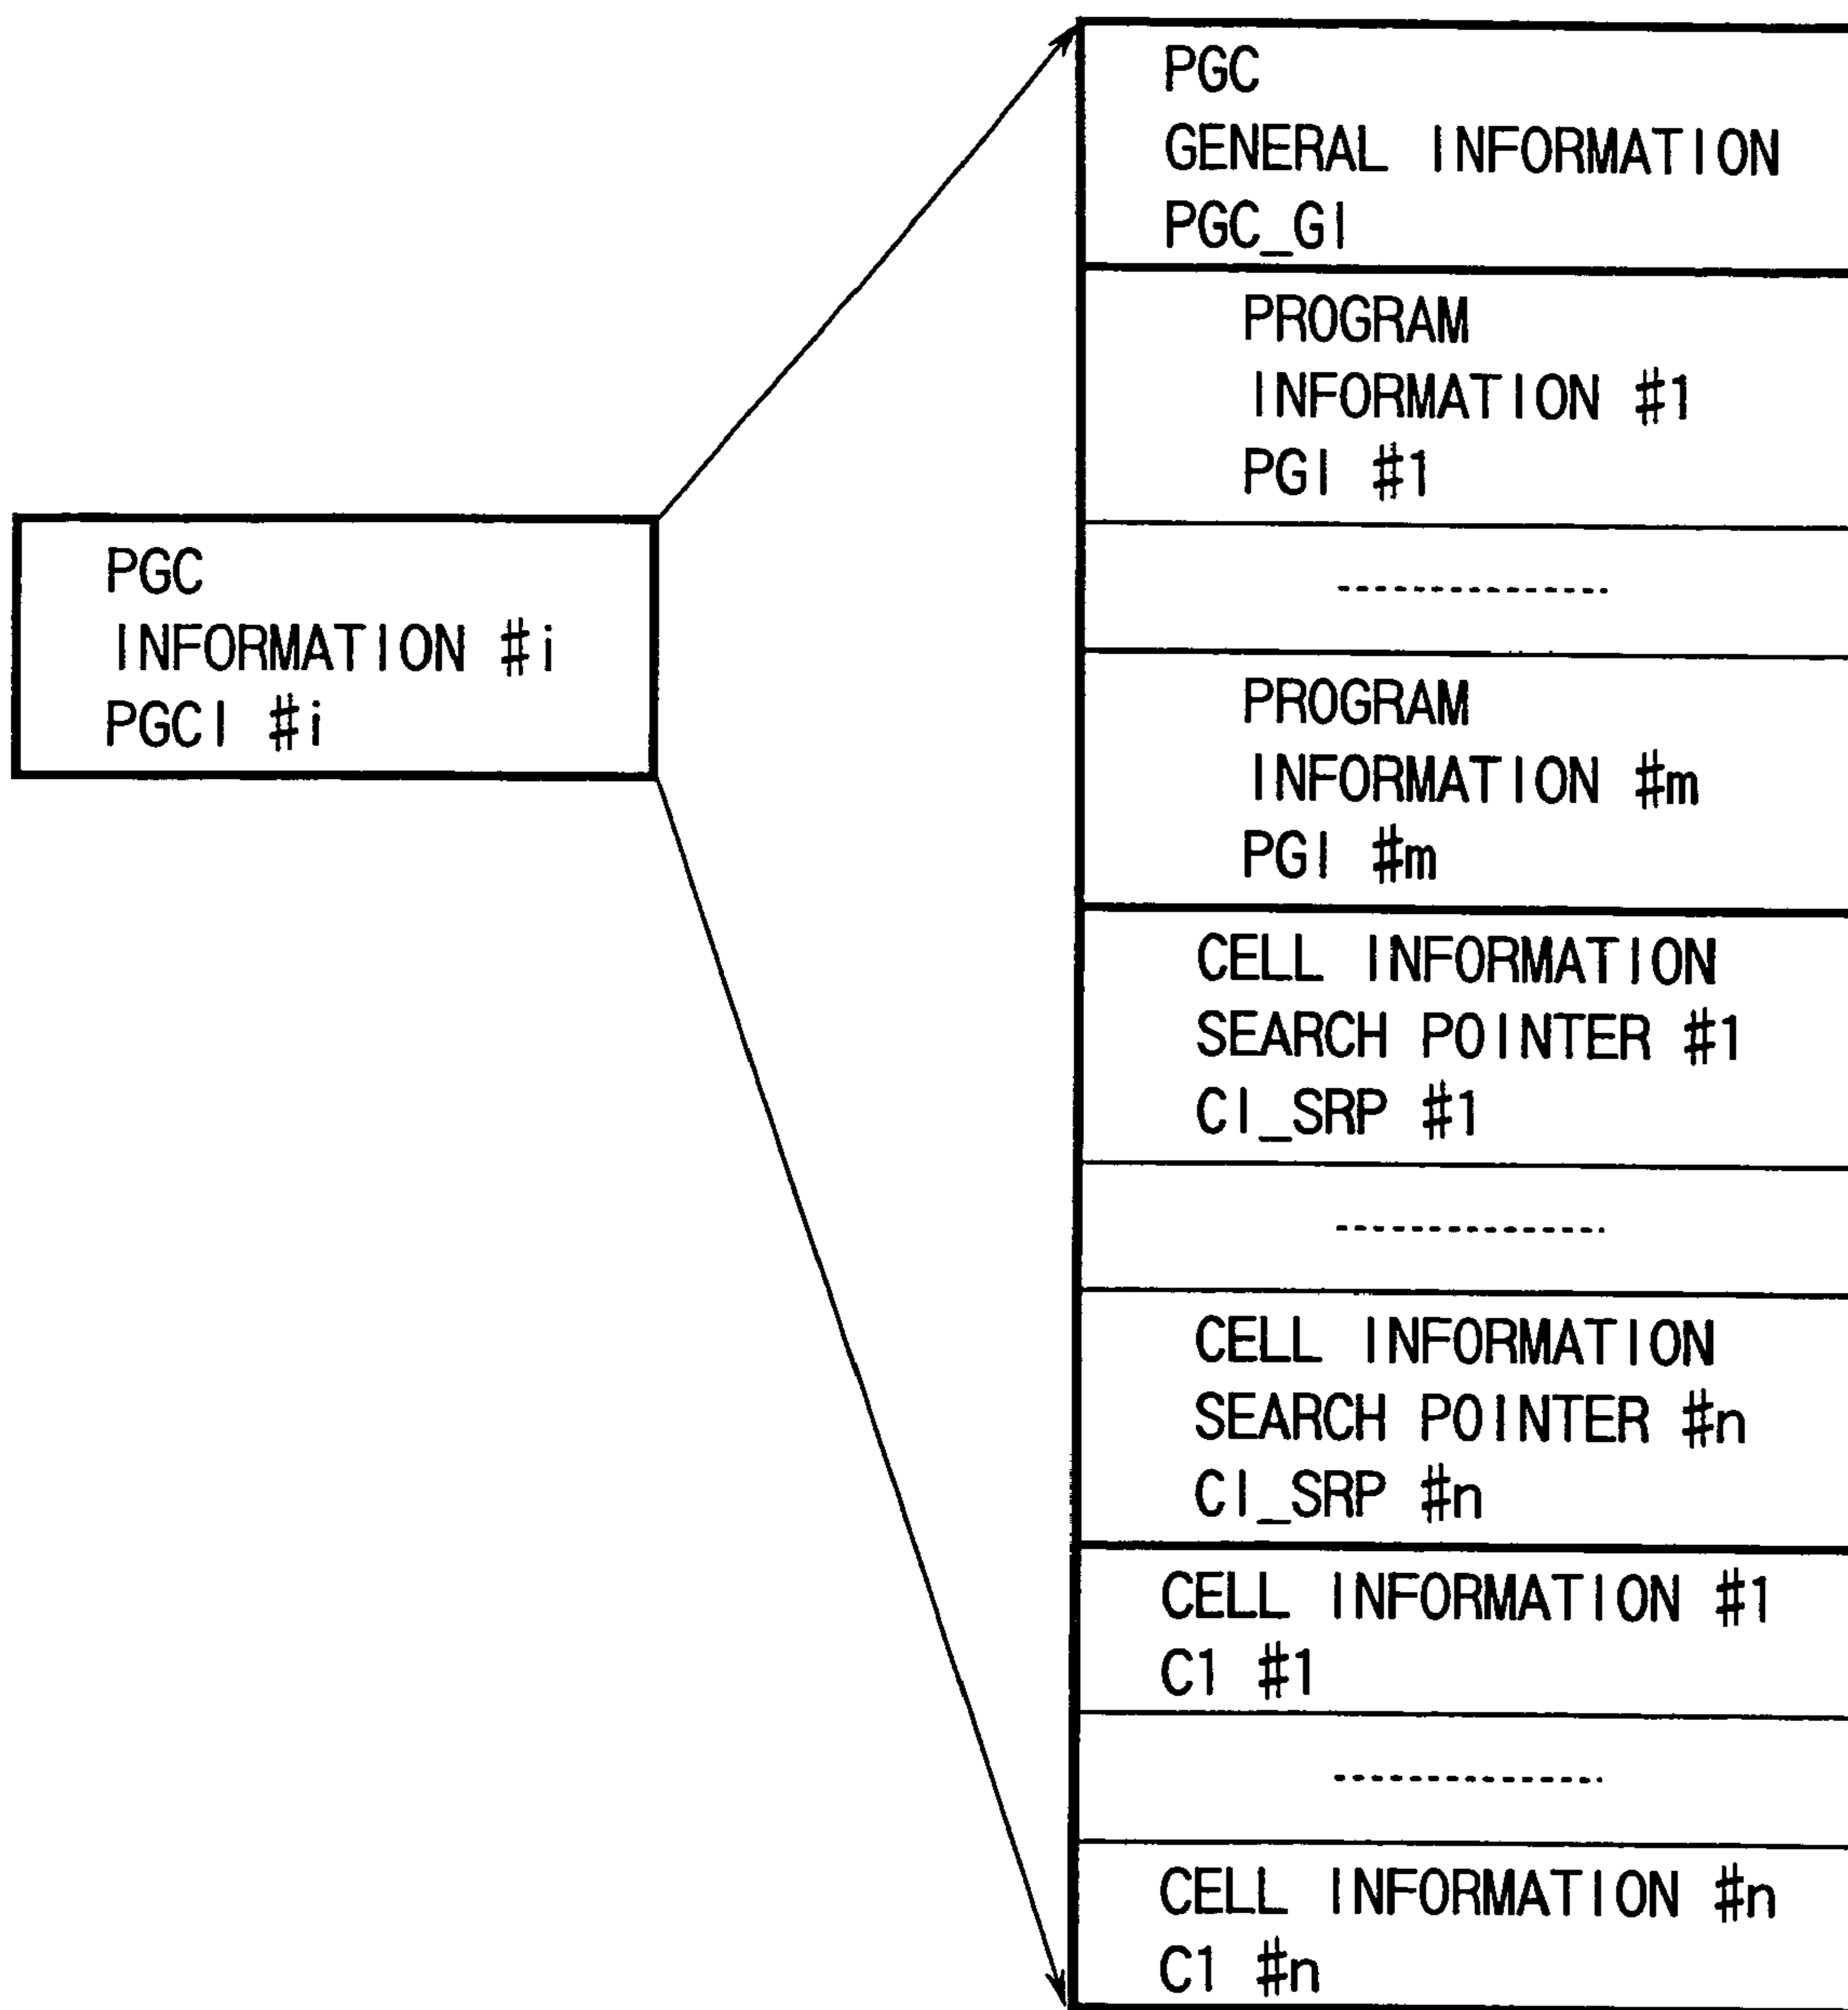 PGC
INFORMATION #i
PGCI #i
PGC
GENERAL INFORMATION
PGC_GI
PROGRAM
INFORMATION #1
PGI #1
PROGRAM
INFORMATION #m
PGI #m
CELL INFORMATION
SEARCH POINTER #1
CI_SRP #1
CELL INFORMATION
SEARCH POINTER #n
CI_SRP #n
CELL INFORMATION #1
C1 #1
CELL INFORMATION #n
C1 #n